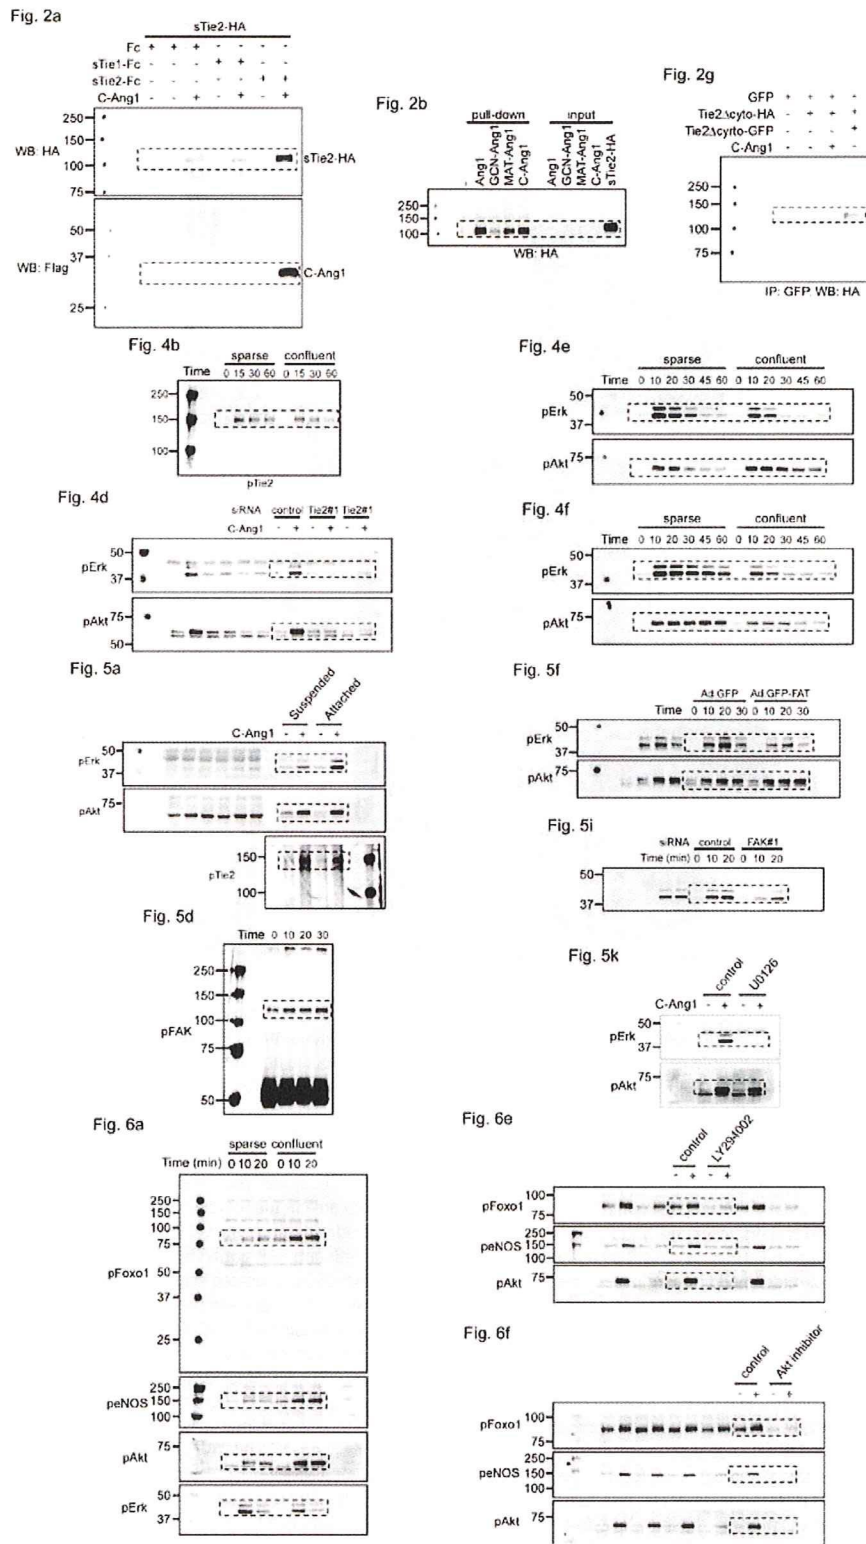 Fig. 2a
sTie2-HA
Fc + + + - - - -
sTie1-Fc - - - + + - -
sTie2-Fc - - - - - + +
C-Ang1 - - + - + - +
WB: HA
250
150
100
75
sTie2-HA
WB: Flag
50
37
25
C-Ang1
Fig. 2b
pull-down input
Ang1
GCN-Ang1
MAT-Ang1
C-Ang1
Ang1
GCN-Ang1
MAT-Ang1
C-Ang1
sTie2-HA
250
150
100
WB: HA
Fig. 2g
GFP + + + -
Tie2Δcyto-HA - + + +
Tie2Δcyrto-GFP - - - +
C-Ang1 - - + -
250
150
100
75
IP: GFP. WB: HA
Fig. 4b
sparse confluent
Time 0 15 30 60 0 15 30 60
250
150
100
pTie2
Fig. 4e
sparse confluent
Time 0 10 20 30 45 60 0 10 20 30 45 60
pErk
50
37
pAkt
75
Fig. 4d
siRNA control Tie2#1 Tie2#1
C-Ang1 - + - + - +
pErk
50
37
pAkt
75
50
Fig. 4f
sparse confluent
Time 0 10 20 30 45 60 0 10 20 30 45 60
pErk
50
37
pAkt
75
Fig. 5a
Suspended Attached
C-Ang1 - + - +
pErk
50
37
pAkt
75
pTie2
150
100
Fig. 5f
Ad.GFP Ad.GFP-FAT
Time 0 10 20 30 0 10 20 30
pErk
50
37
pAkt
75
Fig. 5i
siRNA control FAK#1
Time (min) 0 10 20 0 10 20
50
37
Fig. 5d
Time 0 10 20 30
pFAK
250
150
100
75
50
Fig. 5k
control U0126
C-Ang1 - + - +
pErk
50
37
pAkt
75
Fig. 6a
sparse confluent
Time (min) 0 10 20 0 10 20
pFoxo1
250
150
100
75
50
37
25
peNOS
250
150
100
pAkt
75
pErk
50
37
Fig. 6e
control LY294002
- + - +
pFoxo1
100
75
peNOS
250
150
100
pAkt
75
Fig. 6f
control Akt inhibitor
- + - +
pFoxo1
100
75
peNOS
250
150
100
pAkt
75